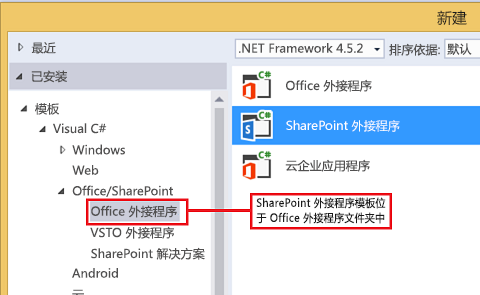 新建
最近
.NET Framework 4.5.2
排序依据:
默认
已安装
模板
Visual C#
Windows
Web
Office/SharePoint
Office 外接程序
VSTO 外接程序
SharePoint 解决方案
Android
C#
Office 外接程序
C#
SharePoint 外接程序
C#
云企业应用程序
SharePoint 外接程序模板位
于 Office 外接程序文件夹中